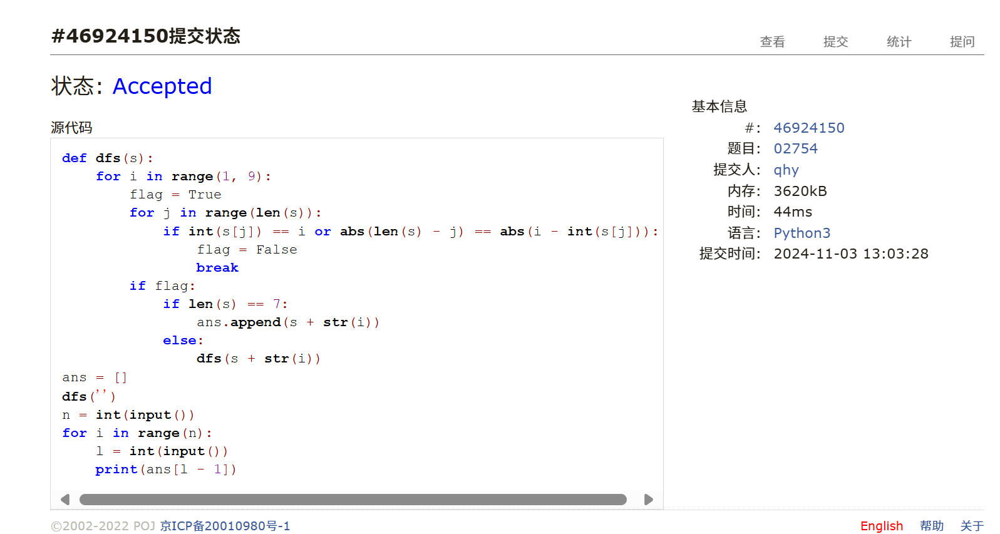 #46924150提交状态
查看 提交 统计 提问
状态: Accepted
源代码
def dfs(s):
    for i in range(1, 9):
        flag = True
        for j in range(len(s)):
            if int(s[j]) == i or abs(len(s) - j) == abs(i - int(s[j])):
                flag = False
                break
        if flag:
            if len(s) == 7:
                ans.append(s + str(i))
            else:
                dfs(s + str(i))
ans = []
dfs('')
n = int(input())
for i in range(n):
    l = int(input())
    print(ans[l - 1])
基本信息
#: 46924150
题目: 02754
提交人: qhy
内存: 3620kB
时间: 44ms
语言: Python3
提交时间: 2024-11-03 13:03:28
©2002-2022 POJ 京ICP备20010980号-1
English 帮助 关于